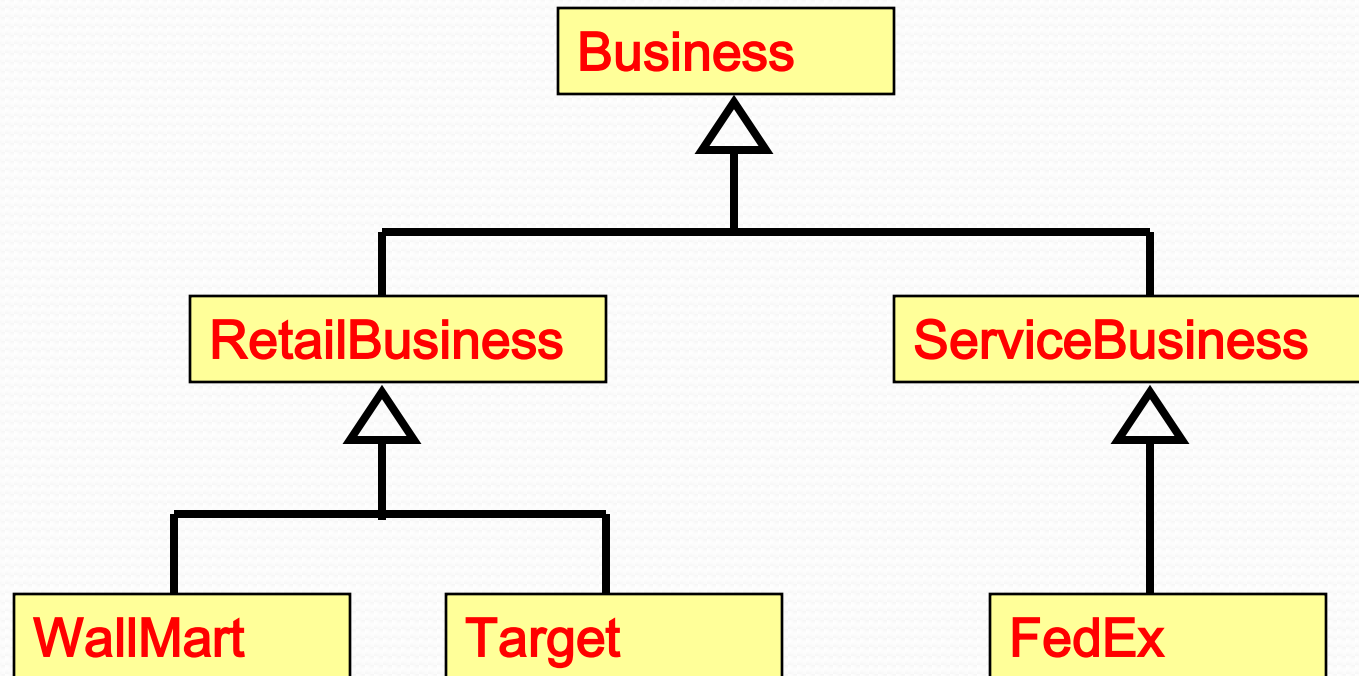 Business
RetailBusiness
ServiceBusiness
WallMart
Target
FedEx